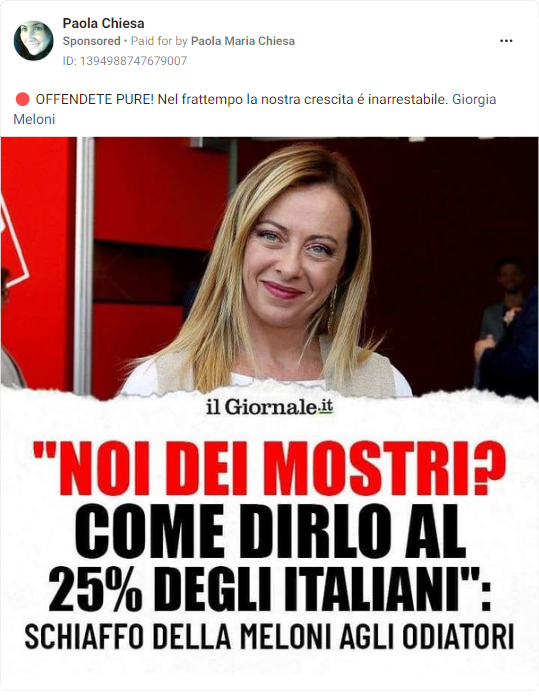 Paola Chiesa
Sponsored • Paid for by Paola Maria Chiesa
ID: 1394988747679007
🔴 OFFENDETE PURE! Nel frattempo la nostra crescita é inarrestabile. Giorgia
Meloni
il Giornale.it
"NOI DEI MOSTRI?
COME DIRLO AL
25% DEGLI ITALIANI":
SCHIAFFO DELLA MELONI AGLI ODIATORI